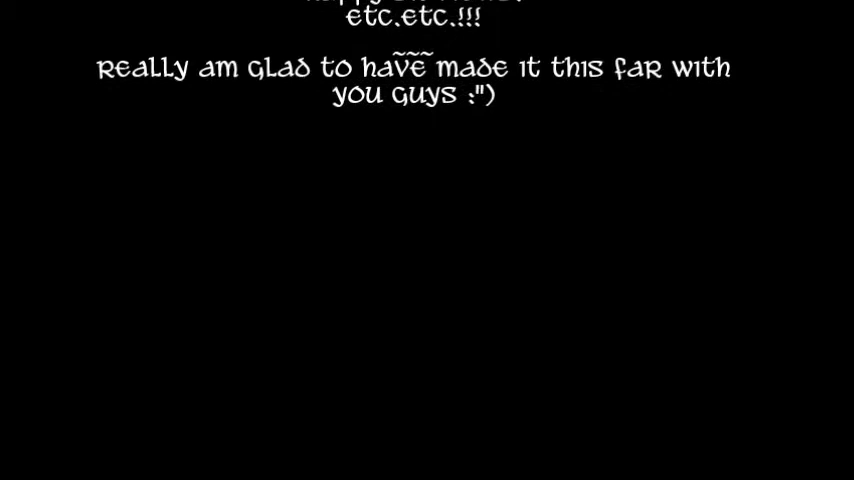 etc.etc.!!!
~~~
Really am glad to have made it this far with
you guys :")